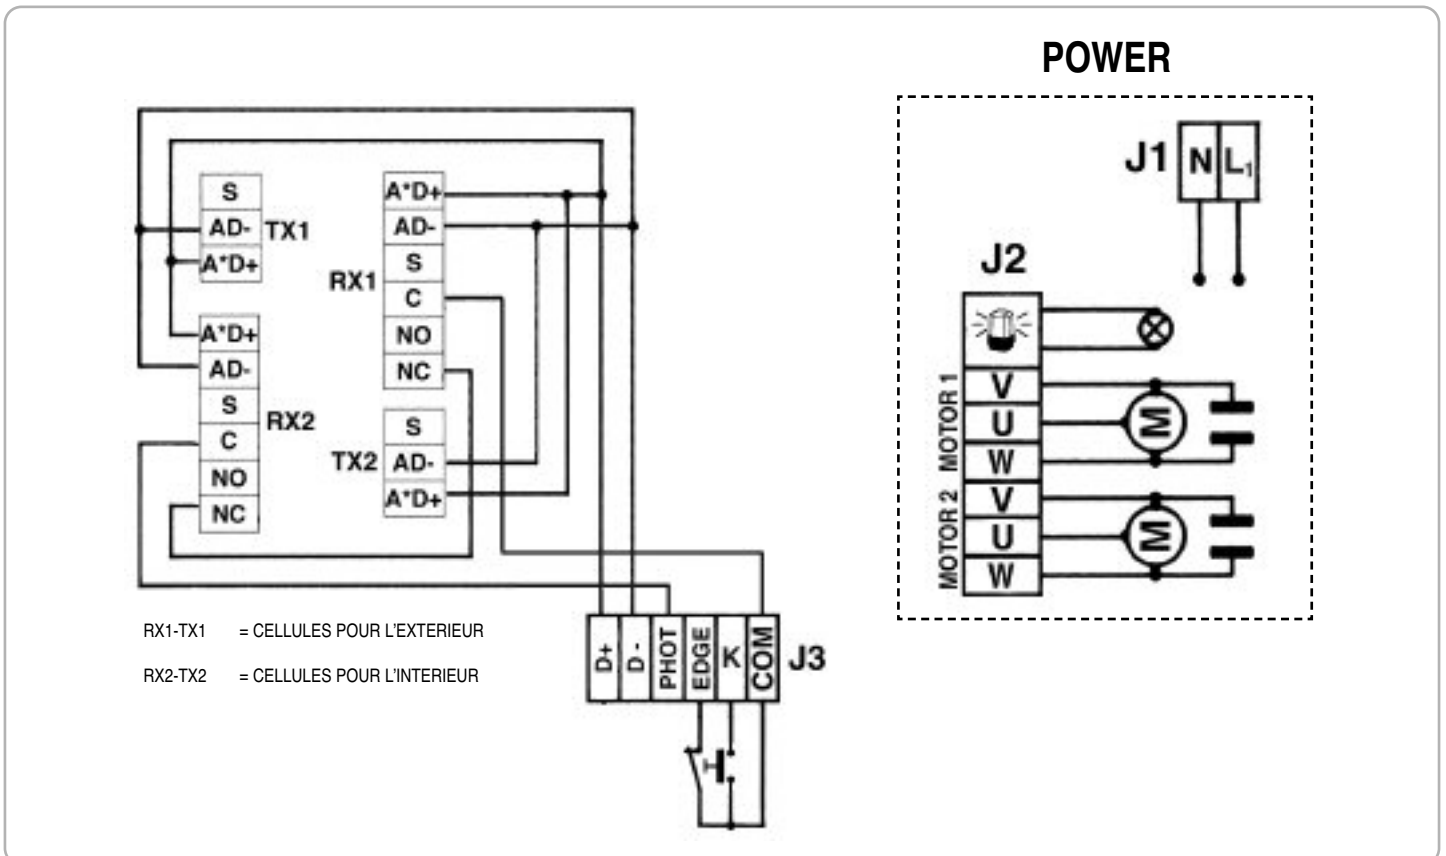 POWER
J1
N
L1
S
AD-
A*D+
TX1
A*D+
AD-
S
C
NO
NC
RX1
A*D+
AD-
S
C
NO
NC
RX2
S
AD-
A*D+
TX2
J2
MOTOR 1
V
U
W
M
MOTOR 2
V
U
W
M
RX1-TX1 = CELLULES POUR L'EXTERIEUR
RX2-TX2 = CELLULES POUR L'INTERIEUR
D+
D -
PHOT
EDGE
K
COM
J3